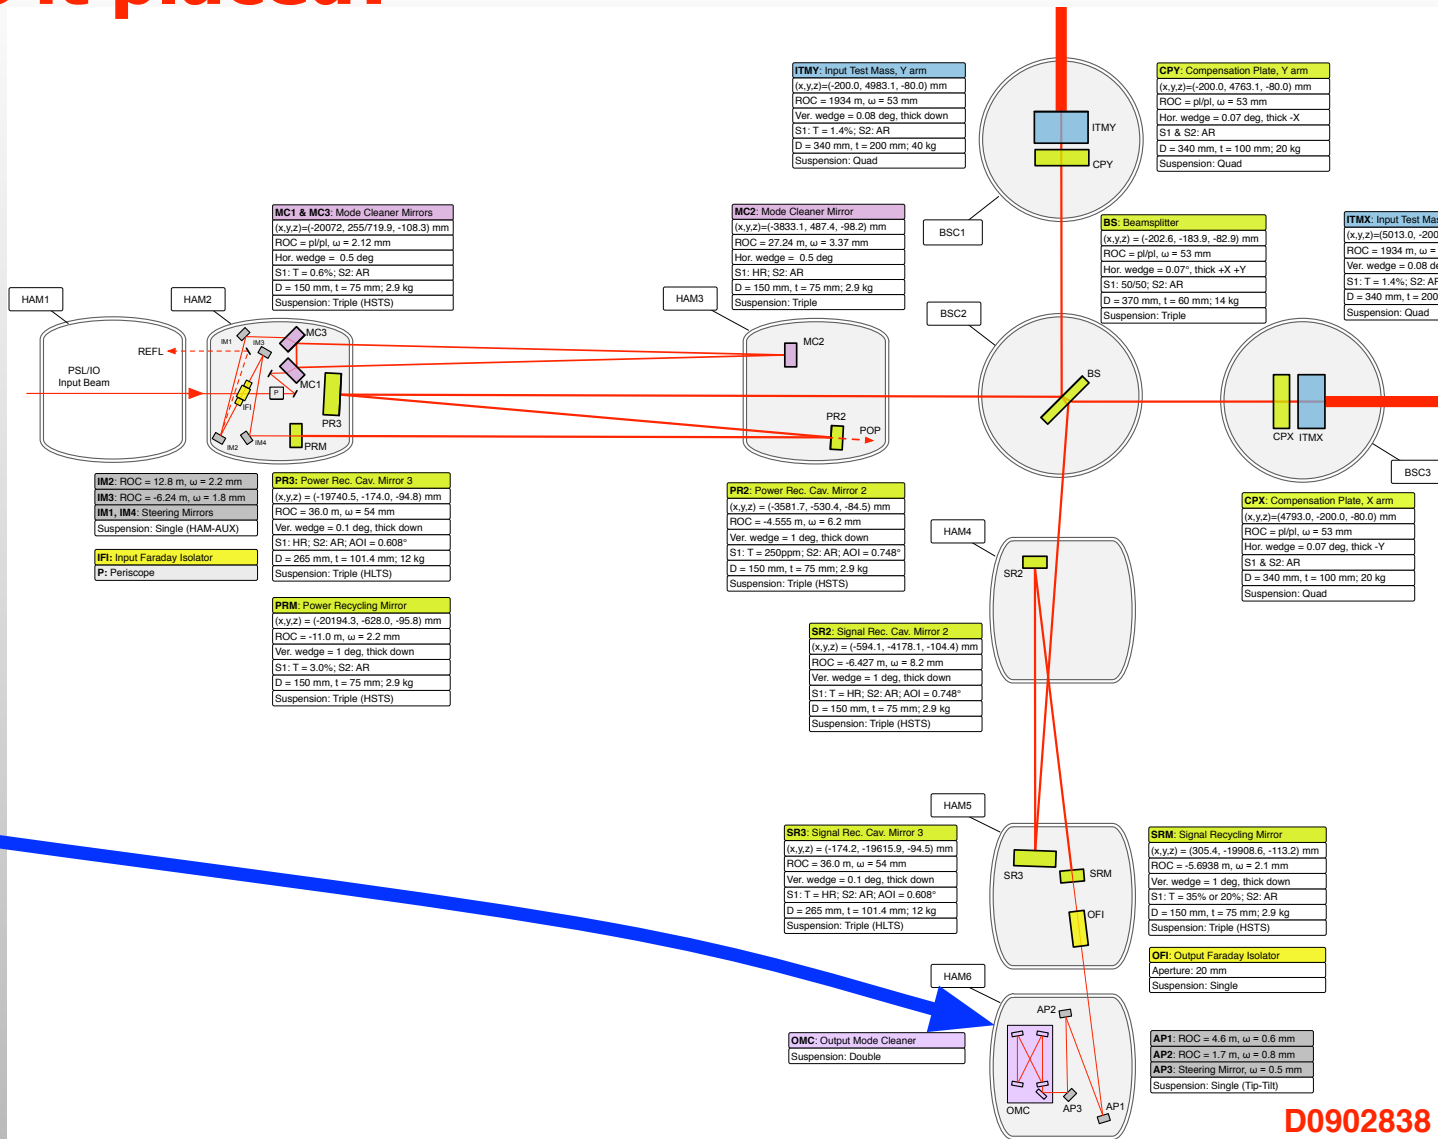 it placed?
ITMY: Input Test Mass, Y arm
(x,y,z)=(-200.0, 4983.1, -80.0) mm
ROC = 1934 m, ω = 53 mm
Ver. wedge = 0.08 deg, thick down
S1: T = 1.4%; S2: AR
D = 340 mm, t = 200 mm; 40 kg
Suspension: Quad
CPY: Compensation Plate, Y arm
(x,y,z)=(-200.0, 4763.1, -80.0) mm
ROC = pl/pl, ω = 53 mm
Hor. wedge = 0.07 deg, thick -X
S1 & S2: AR
D = 340 mm, t = 100 mm; 20 kg
Suspension: Quad
ITMY
CPY
BSC1
MC1 & MC3: Mode Cleaner Mirrors
(x,y,z)=(-20072, 255/719.9, -108.3) mm
ROC = pl/pl, ω = 2.12 mm
Hor. wedge = 0.5 deg
S1: T = 0.6%; S2: AR
D = 150 mm, t = 75 mm; 2.9 kg
Suspension: Triple (HSTS)
MC2: Mode Cleaner Mirror
(x,y,z)=(-3833.1, 487.4, -98.2) mm
ROC = 27.24 m, ω = 3.37 mm
Hor. wedge = 0.5 deg
S1: HR; S2: AR
D = 150 mm, t = 75 mm; 2.9 kg
Suspension: Triple
BS: Beamsplitter
(x,y,z) = (-202.6, -183.9, -82.9) mm
ROC = pl/pl, ω = 53 mm
Hor. wedge = 0.07°, thick +X +Y
S1: 50/50; S2: AR
D = 370 mm, t = 60 mm; 14 kg
Suspension: Triple
ITMX: Input Test Mas
(x,y,z)=(5013.0, -200
ROC = 1934 m, ω =
Ver. wedge = 0.08 de
S1: T = 1.4%; S2: AR
D = 340 mm, t = 200
Suspension: Quad
HAM1
HAM2
HAM3
BSC2
REFL
PSL/IO
Input Beam
IM1
IM3
MC3
MC1
IFI
P
PR3
IM2
IM4
PRM
MC2
PR2
POP
BS
CPX
ITMX
BSC3
IM2: ROC = 12.8 m, ω = 2.2 mm
IM3: ROC = -6.24 m, ω = 1.8 mm
IM1, IM4: Steering Mirrors
Suspension: Single (HAM-AUX)
IFI: Input Faraday Isolator
P: Periscope
PR3: Power Rec. Cav. Mirror 3
(x,y,z) = (-19740.5, -174.0, -94.8) mm
ROC = 36.0 m, ω = 54 mm
Ver. wedge = 0.1 deg, thick down
S1: HR; S2: AR; AOI = 0.608°
D = 265 mm, t = 101.4 mm; 12 kg
Suspension: Triple (HLTS)
PRM: Power Recycling Mirror
(x,y,z) = (-20194.3, -628.0, -95.8) mm
ROC = -11.0 m, ω = 2.2 mm
Ver. wedge = 1 deg, thick down
S1: T = 3.0%; S2: AR
D = 150 mm, t = 75 mm; 2.9 kg
Suspension: Triple (HSTS)
PR2: Power Rec. Cav. Mirror 2
(x,y,z) = (-3581.7, -530.4, -84.5) mm
ROC = -4.555 m, ω = 6.2 mm
Ver. wedge = 1 deg, thick down
S1: T = 250ppm; S2: AR; AOI = 0.748°
D = 150 mm, t = 75 mm; 2.9 kg
Suspension: Triple (HSTS)
CPX: Compensation Plate, X arm
(x,y,z)=(4793.0, -200.0, -80.0) mm
ROC = pl/pl, ω = 53 mm
Hor. wedge = 0.07 deg, thick -Y
S1 & S2: AR
D = 340 mm, t = 100 mm; 20 kg
Suspension: Quad
HAM4
SR2
SR2: Signal Rec. Cav. Mirror 2
(x,y,z) = (-594.1, -4178.1, -104.4) mm
ROC = -6.427 m, ω = 8.2 mm
Ver. wedge = 1 deg, thick down
S1: T = HR; S2: AR; AOI = 0.748°
D = 150 mm, t = 75 mm; 2.9 kg
Suspension: Triple (HSTS)
HAM5
SR3: Signal Rec. Cav. Mirror 3
(x,y,z) = (-174.2, -19615.9, -94.5) mm
ROC = 36.0 m, ω = 54 mm
Ver. wedge = 0.1 deg, thick down
S1: T = HR; S2: AR; AOI = 0.608°
D = 265 mm, t = 101.4 mm; 12 kg
Suspension: Triple (HLTS)
SR3
SRM
OFI
SRM: Signal Recycling Mirror
(x,y,z) = (305.4, -19908.6, -113.2) mm
ROC = -5.6938 m, ω = 2.1 mm
Ver. wedge = 1 deg, thick down
S1: T = 35% or 20%; S2: AR
D = 150 mm, t = 75 mm; 2.9 kg
Suspension: Triple (HSTS)
OFI: Output Faraday Isolator
Aperture: 20 mm
Suspension: Single
HAM6
AP2
OMC
AP3
AP1
OMC: Output Mode Cleaner
Suspension: Double
AP1: ROC = 4.6 m, ω = 0.6 mm
AP2: ROC = 1.7 m, ω = 0.8 mm
AP3: Steering Mirror, ω = 0.5 mm
Suspension: Single (Tip-Tilt)
D0902838